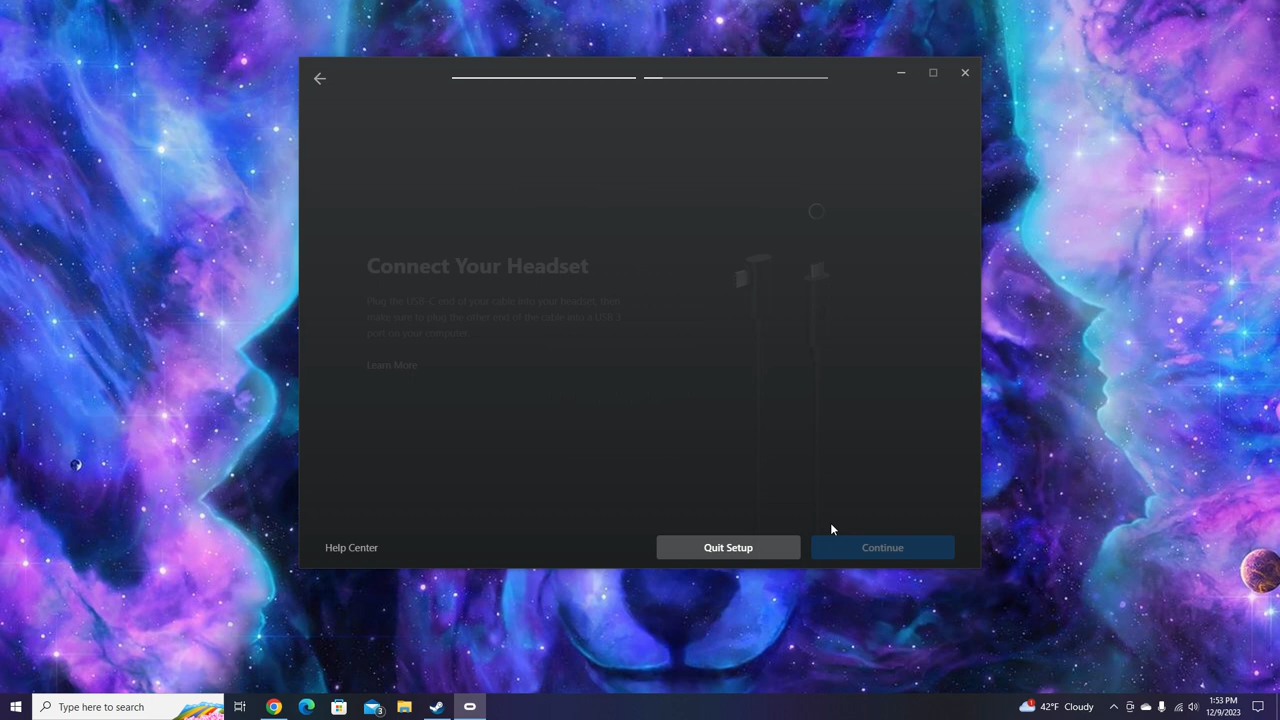 Connect Your Headset
Plug the USB-C end of your cable into your headset, then
make sure to plug the other end of the cable into a USB 3
port on your computer.
Learn More
Help Center
Quit Setup
Continue
Type here to search
3
42°F Cloudy
1:53 PM
12/9/2023